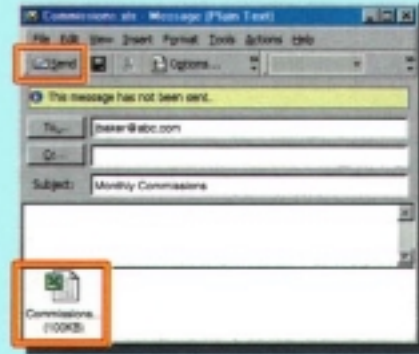 Commissions.xls - Message (Plain Text)
File Edit View Insert Format Tools Actions Help
Send Options...
This message has not been sent.
To... jbaker@abc.com
Cc...
Subject: Monthly Commissions
Commissions...
(100KB)